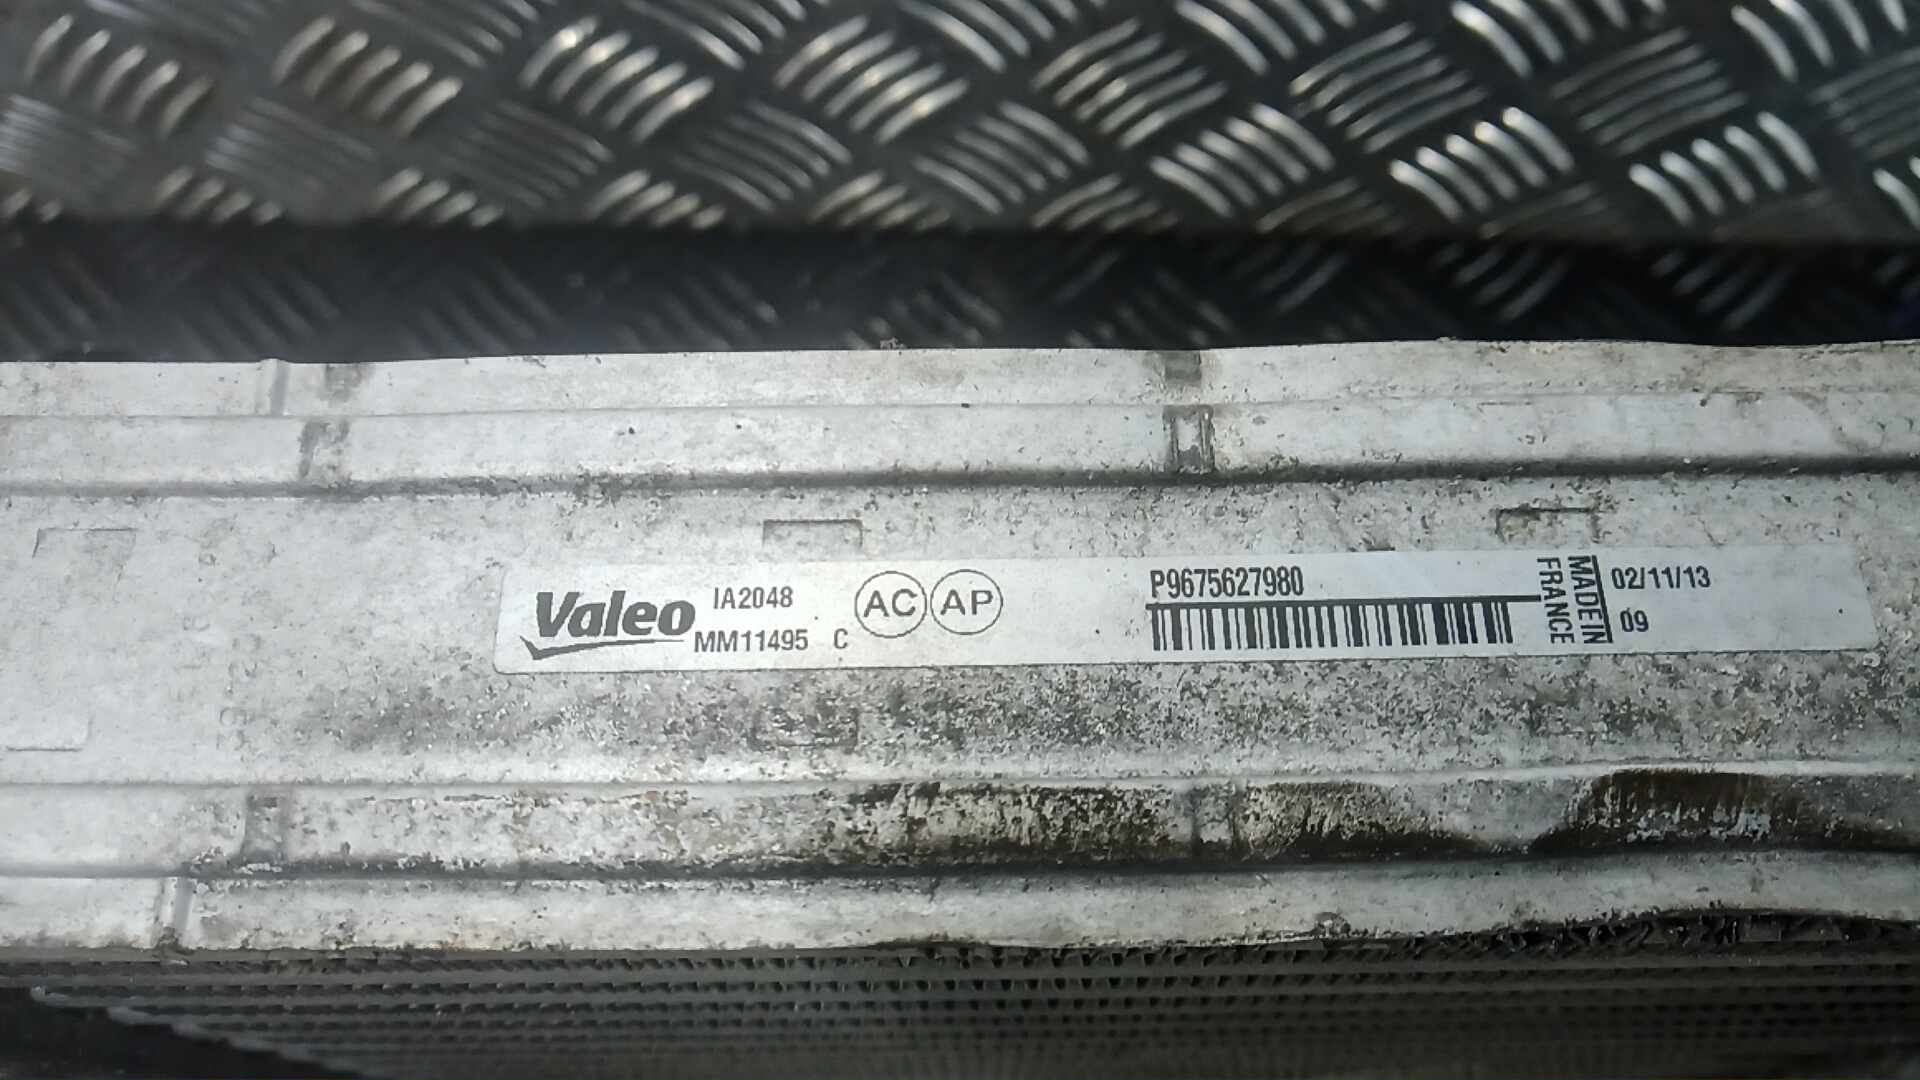 Valeo
IA2048
MM11495 C
AC AP
P9675627980
MADE IN
FRANCE
02/11/13
09